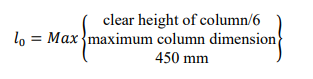 clear height of column/6
l₀ = Max{maximum column dimension}
450 mm